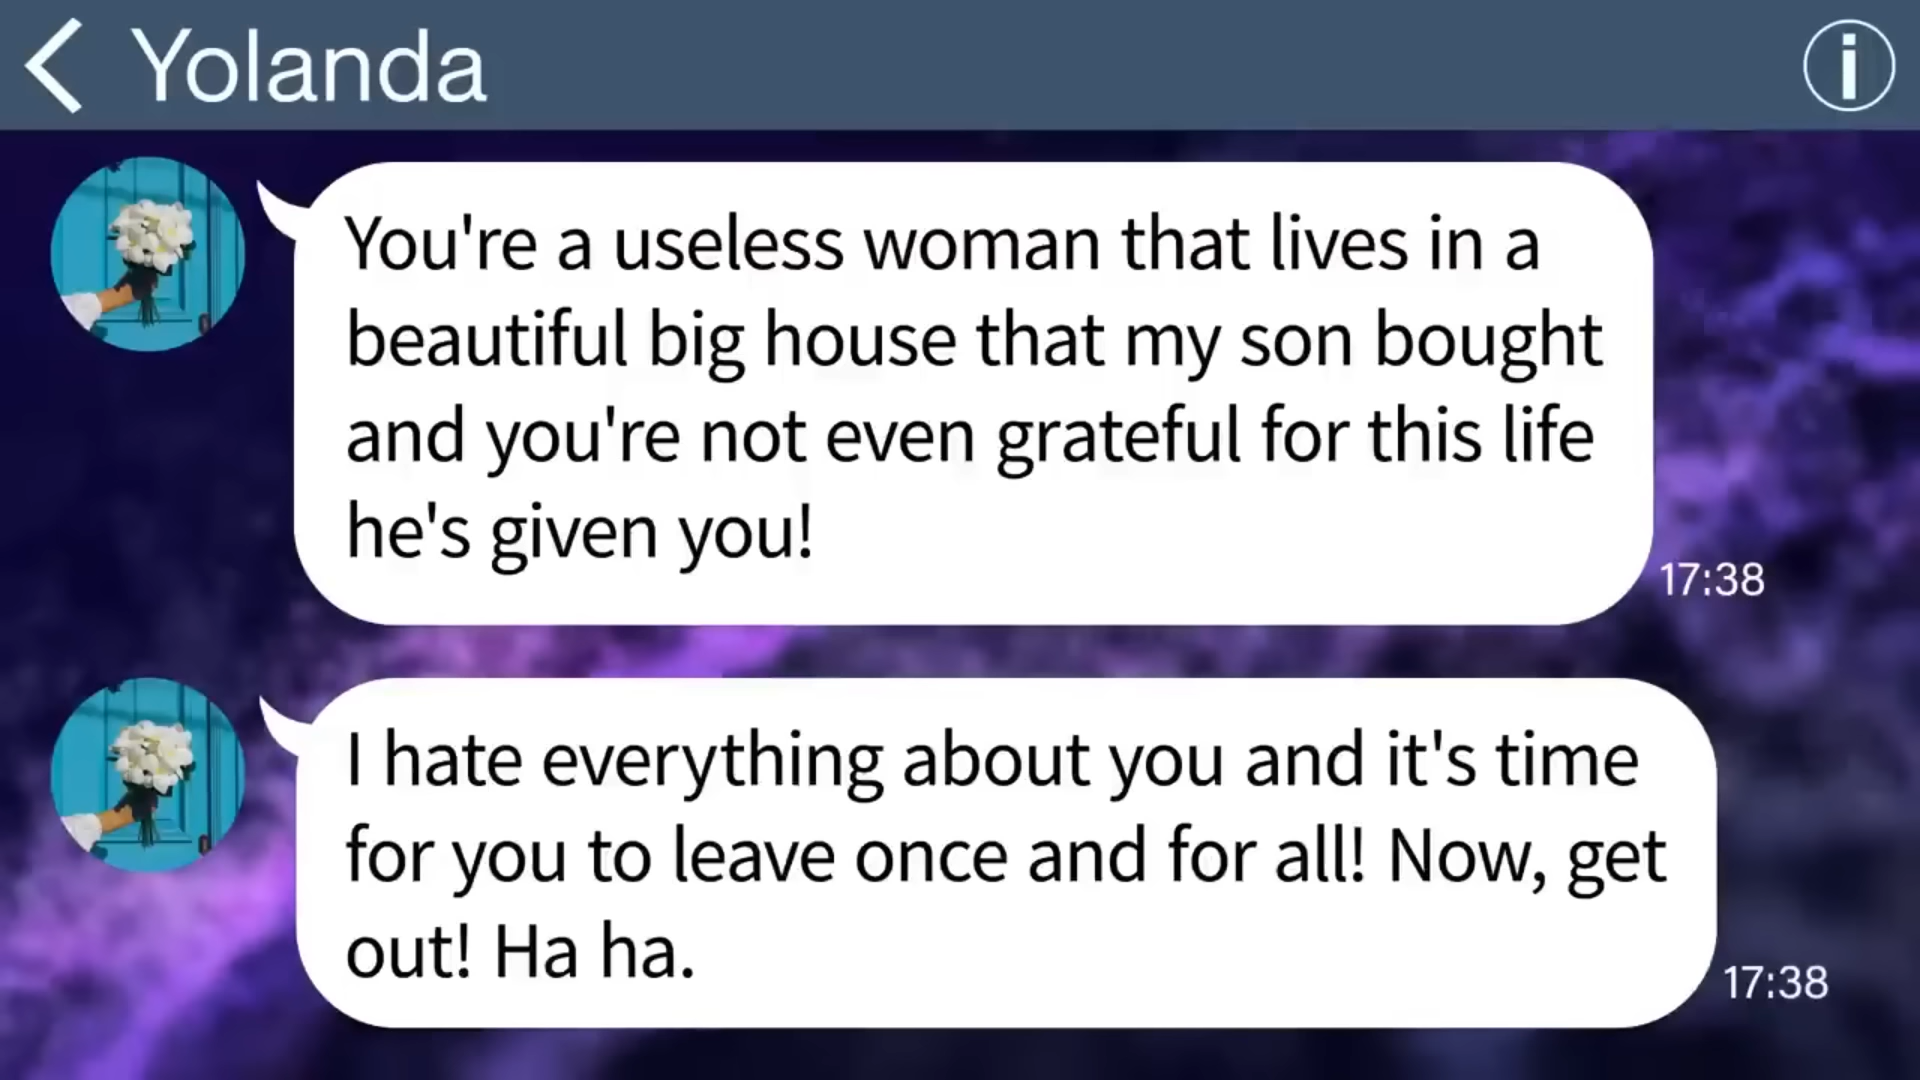 Yolanda
You're a useless woman that lives in a
beautiful big house that my son bought
and you're not even grateful for this life
he's given you!
17:38
I hate everything about you and it's time
for you to leave once and for all! Now, get
out! Ha ha.
17:38